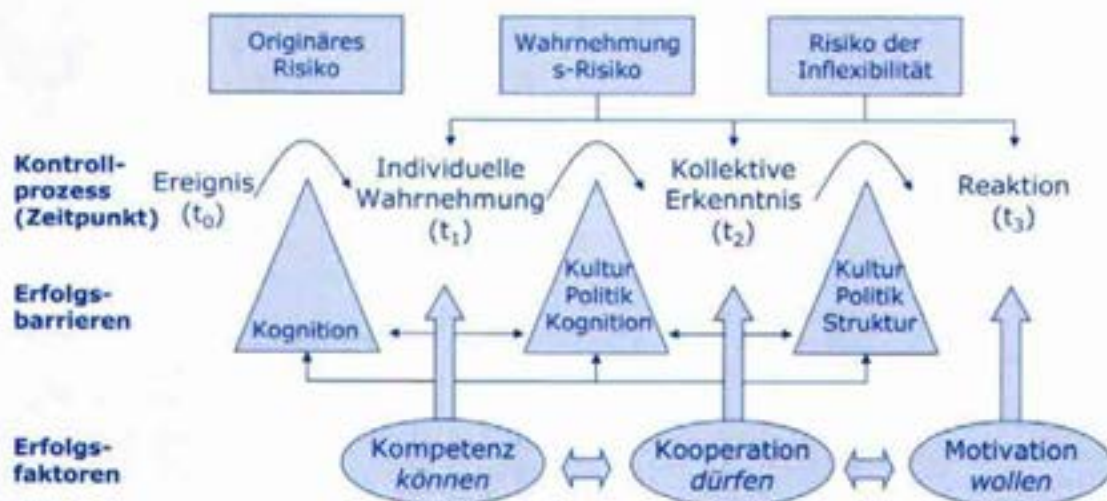 Originäres
Risiko
Wahrnehmung
s-Risiko
Risiko der
Inflexibilität
Kontroll-
prozess
(Zeitpunkt)
Ereignis
(t₀)
Individuelle
Wahrnehmung
(t₁)
Kollektive
Erkenntnis
(t₂)
Reaktion
(t₃)
Erfolgs-
barrieren
Kognition
Kultur
Politik
Kognition
Kultur
Politik
Struktur
Erfolgs-
faktoren
Kompetenz
können
Kooperation
dürfen
Motivation
wollen